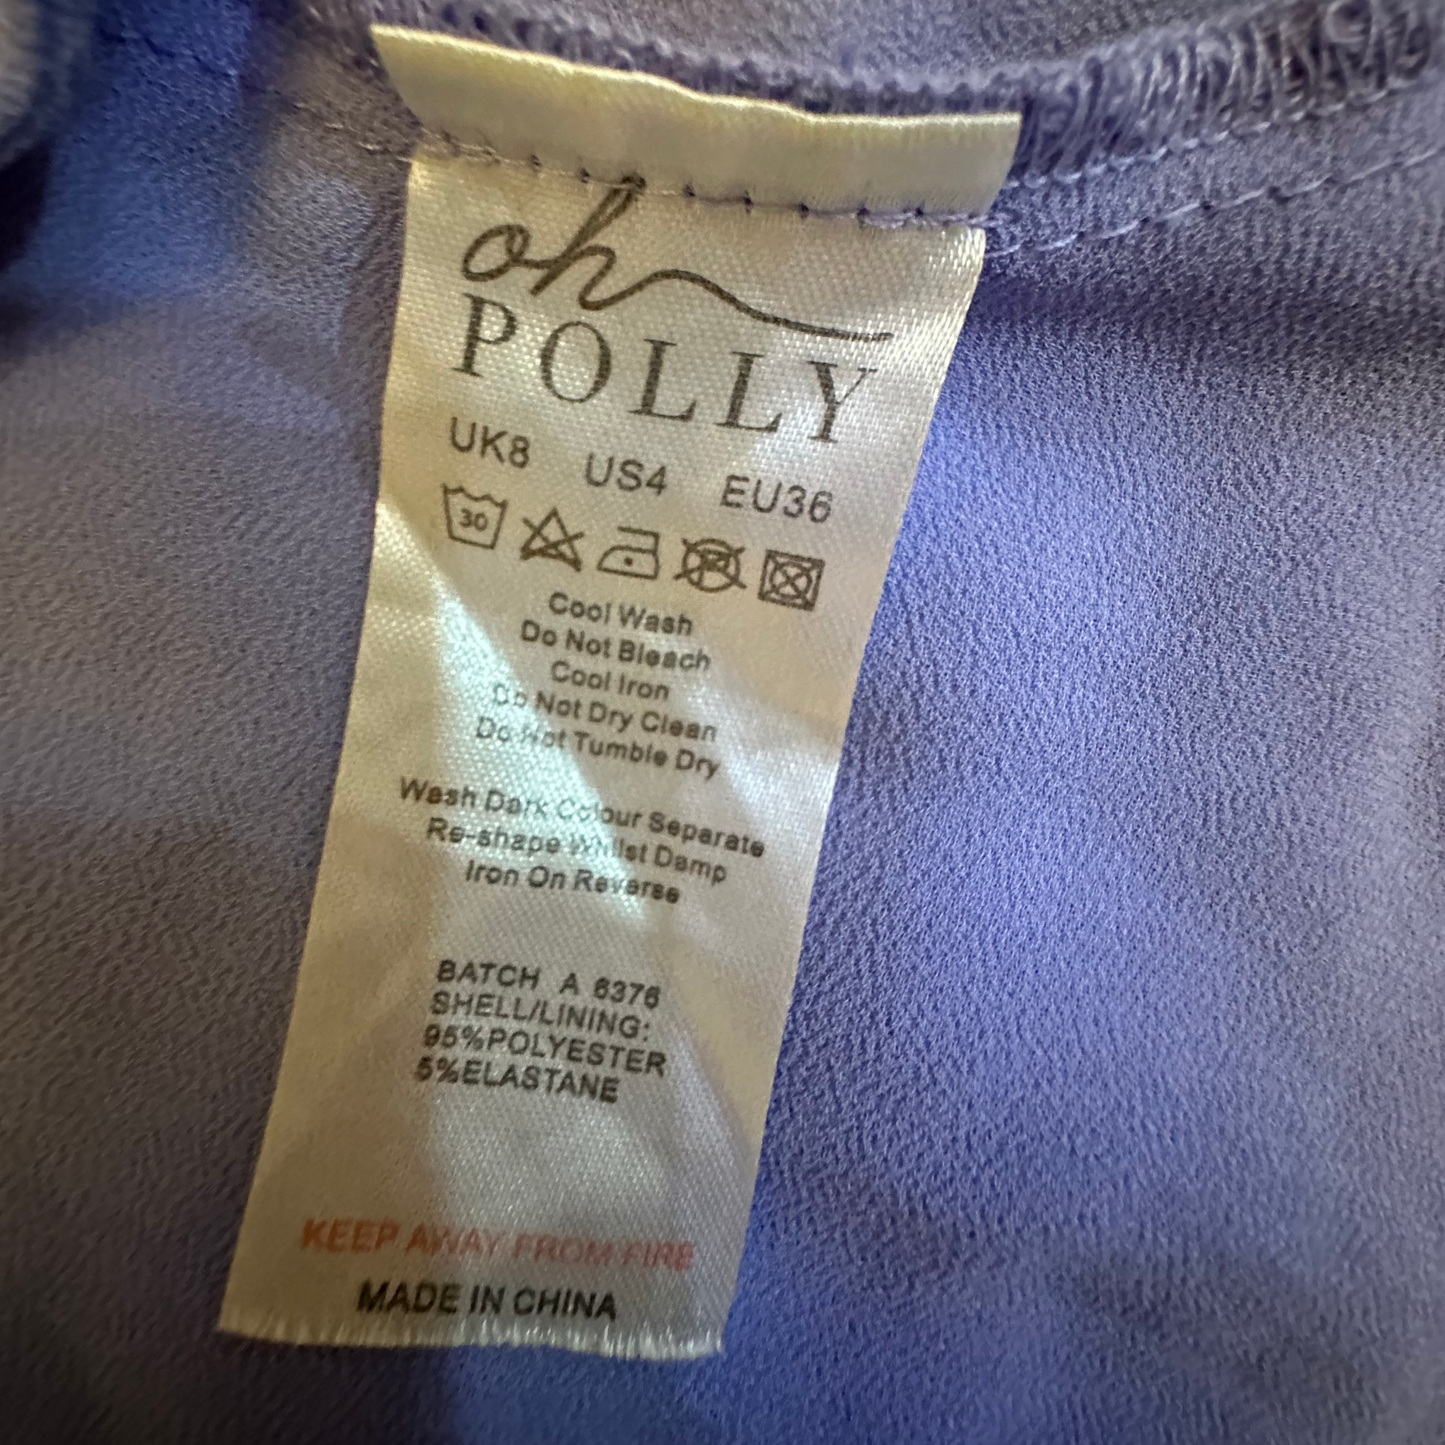 oh
POLLY
UK8 US4 EU36
30
P
Cool Wash
Do Not Bleach
Cool Iron
Do Not Dry Clean
Do Not Tumble Dry
Wash Dark Colour Separate
Re-shape Whilst Damp
Iron On Reverse
BATCH A 6376
SHELL/LINING:
95%POLYESTER
5%ELASTANE
KEEP AWAY FROM FIRE
MADE IN CHINA